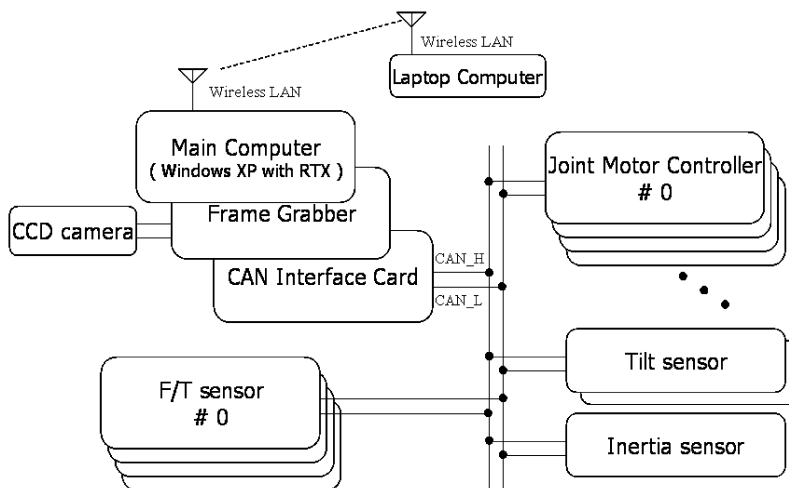 Wireless LAN
Laptop Computer
Wireless LAN
Main Computer
( Windows XP with RTX )
Joint Motor Controller
# 0
Frame Grabber
CCD camera
CAN Interface Card
CAN_H
CAN_L
Tilt sensor
F/T sensor
# 0
Inertia sensor